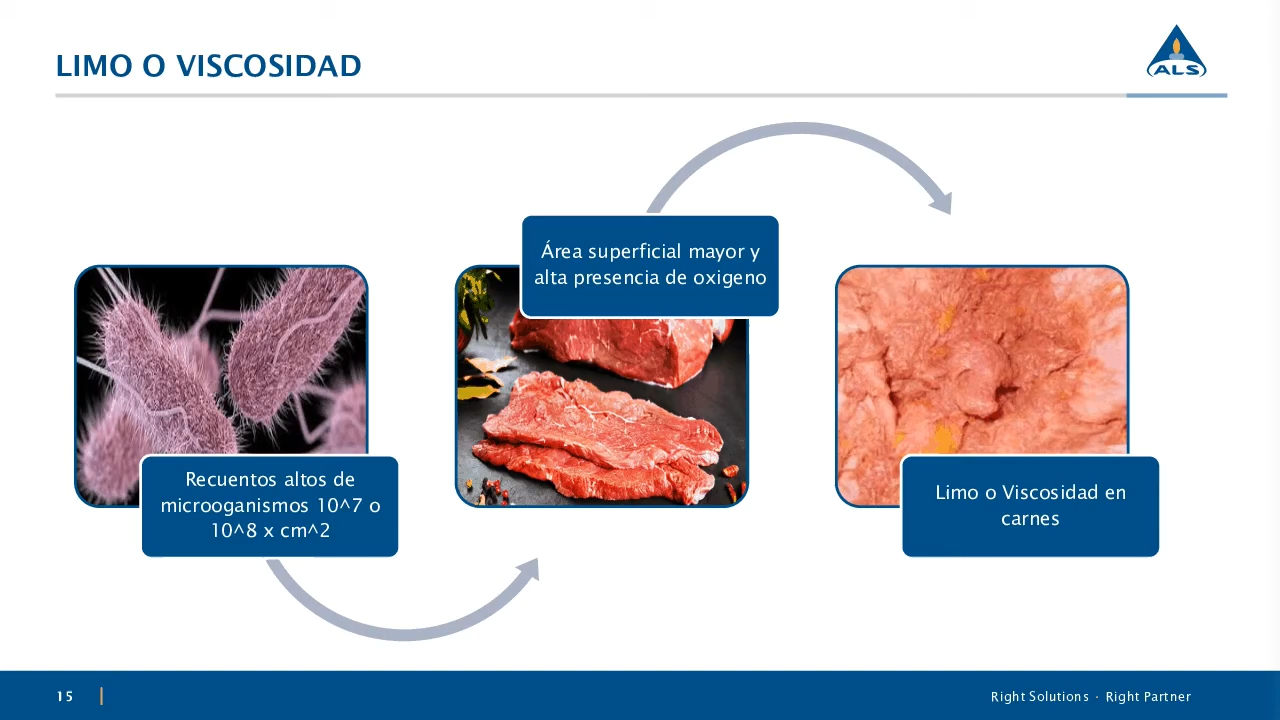 LIMO O VISCOSIDAD
ALS
Área superficial mayor y
alta presencia de oxigeno
Recuentos altos de
microoganismos 10^7 o
10^8 x cm^2
Limo o Viscosidad en
carnes
15
Right Solutions · Right Partner